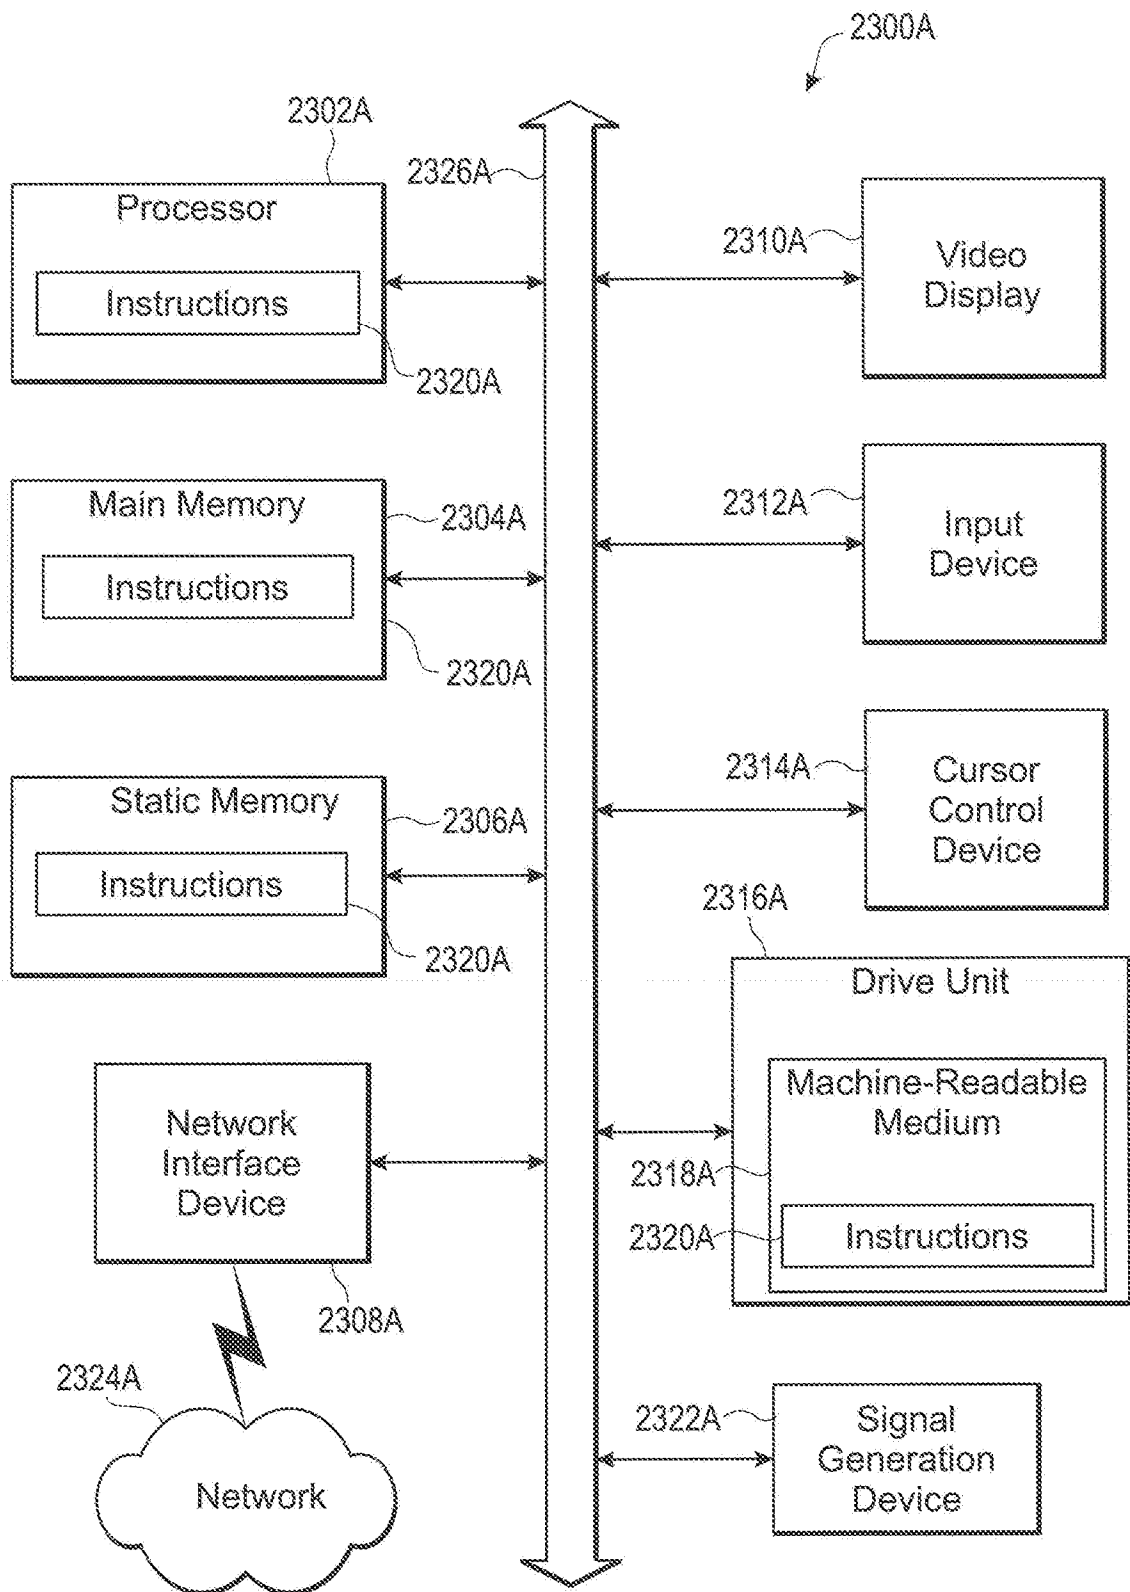 2300A
2302A
2326A
Processor
Instructions
2320A
2310A
Video
Display
Main Memory
2304A
Instructions
2320A
2312A
Input
Device
Static Memory
2306A
Instructions
2320A
2314A
Cursor
Control
Device
2316A
Drive Unit
Machine-Readable
Medium
2318A
2320A
Instructions
Network
Interface
Device
2308A
2324A
Network
2322A
Signal
Generation
Device